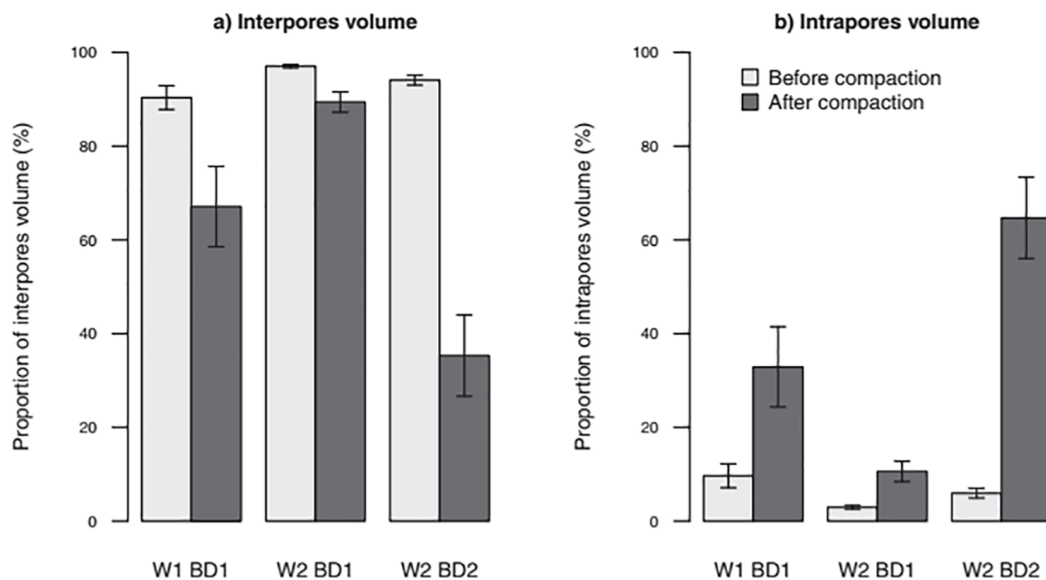 a) Interpores volume
Proportion of interpores volume (%)
100
80
60
40
20
0
W1 BD1 W2 BD1 W2 BD2
b) Intrapores volume
Before compaction
After compaction
Proportion of intrapores volume (%)
100
80
60
40
20
0
W1 BD1 W2 BD1 W2 BD2